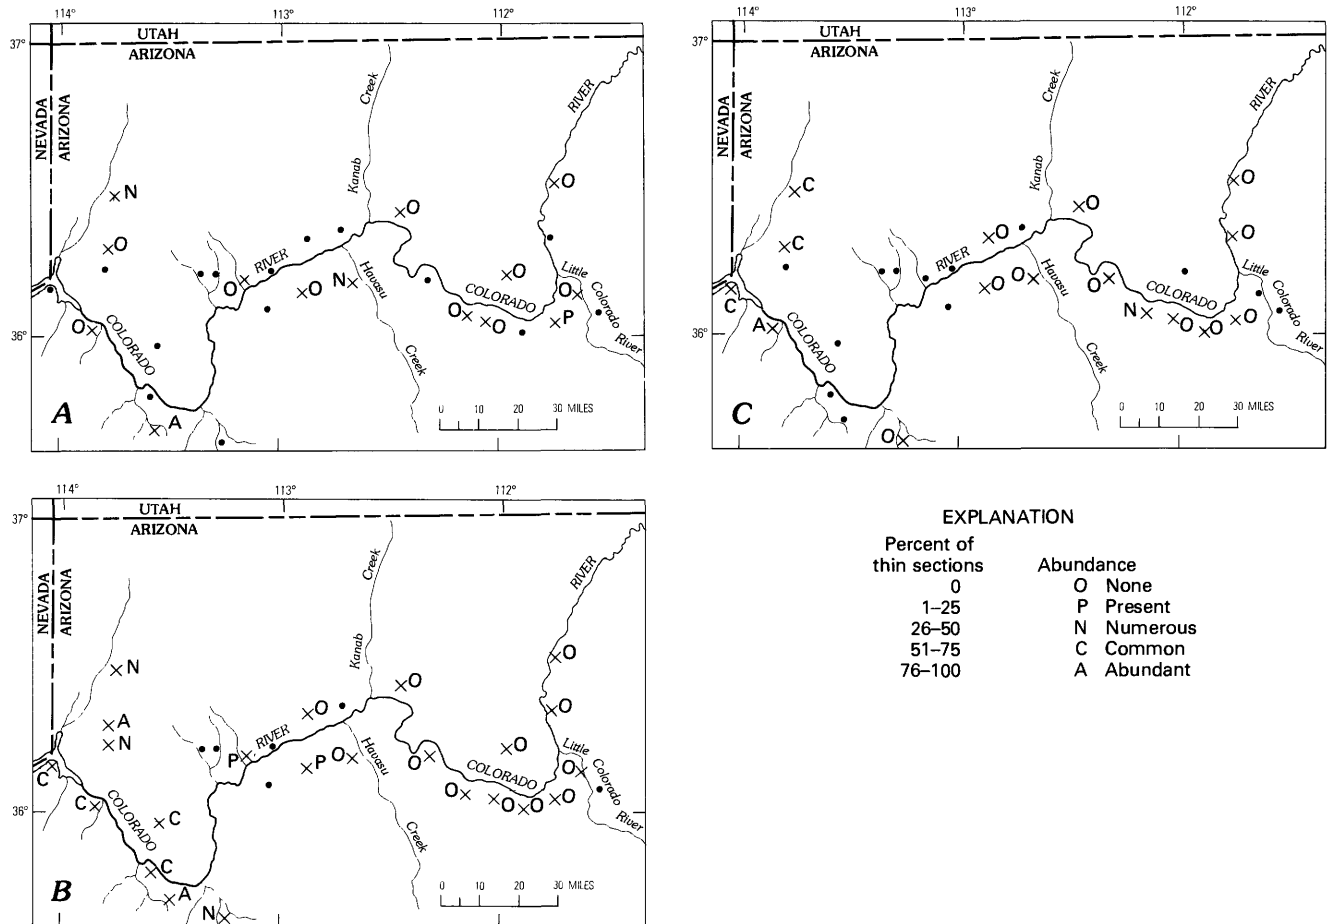 114°
113°
112°
37°
UTAH
ARIZONA
NEVADA
ARIZONA
Creek
Kanab
RIVER
N
O
O
O
RIVER
O
O
N
Havasu
Creek
O
COLORADO
O
O
Little
Colorado
River
O
P
36°
O
COLORADO
A
A
0 10 20 30 MILES
113°
112°
37°
UTAH
ARIZONA
NEVADA
ARIZONA
Creek
Kanab
RIVER
C
C
O
O
O
O
RIVER
O
O
Havasu
Creek
O
COLORADO
N
O
O
O
Little
Colorado
River
C
A
36°
COLORADO
O
C
0 10 20 30 MILES
114°
113°
112°
37°
UTAH
ARIZONA
NEVADA
ARIZONA
Creek
Kanab
RIVER
N
A
N
O
O
O
O
P
RIVER
P
O
Havasu
Creek
O
O
COLORADO
O
O
O
O
O
Little
Colorado
River
C
C
36°
COLORADO
C
C
A
N
B
0 10 20 30 MILES
EXPLANATION
Percent of
thin sections Abundance
0 O None
1–25 P Present
26–50 N Numerous
51–75 C Common
76–100 A Abundant